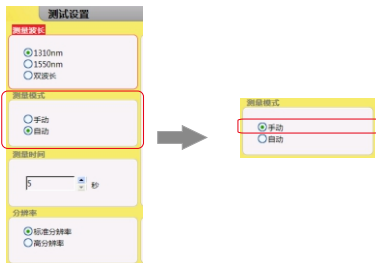 测试设置
测量波长
1310nm
1550nm
双波长
测量模式
手动
自动
测量时间
5 秒
分辨率
标准分辨率
高分辨率
测量模式
手动
自动